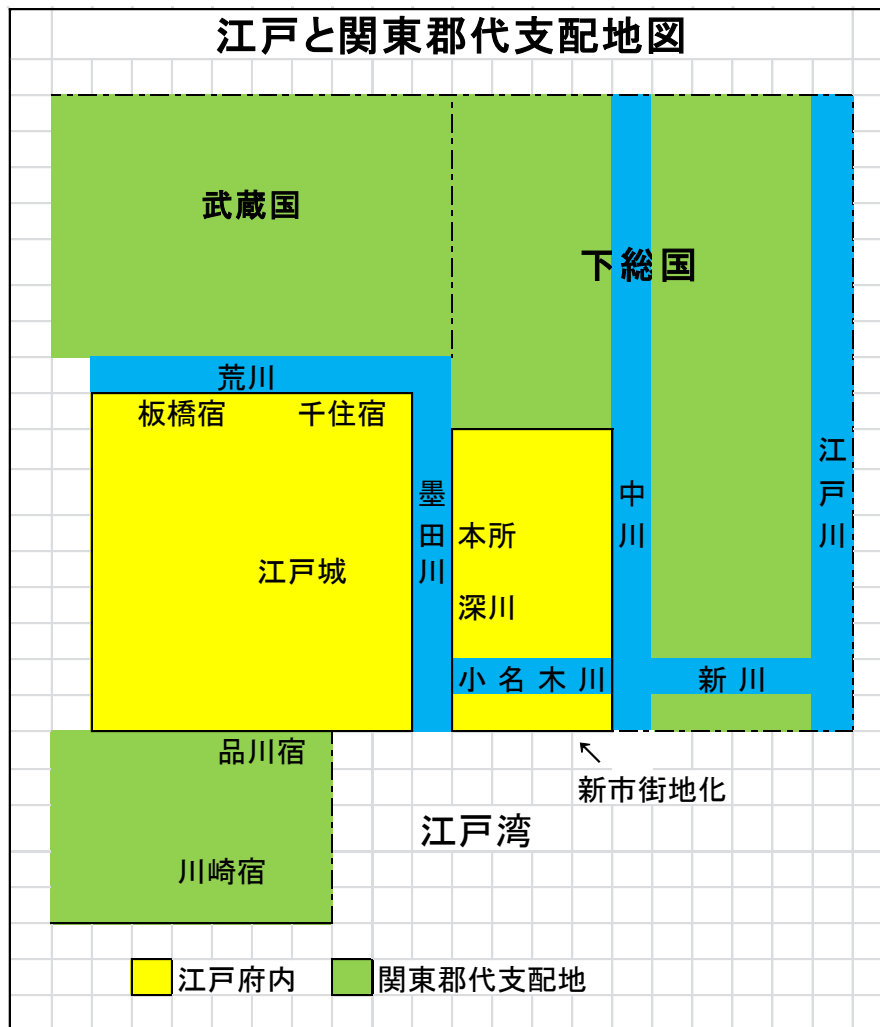 江戸と関東郡代支配地図
武蔵国
下総国
荒川
板橋宿
千住宿
墨田川
本所
中川
江戸川
江戸城
深川
小名木川
新川
品川宿
新市街地化
江戸湾
川崎宿
江戸府内
関東郡代支配地